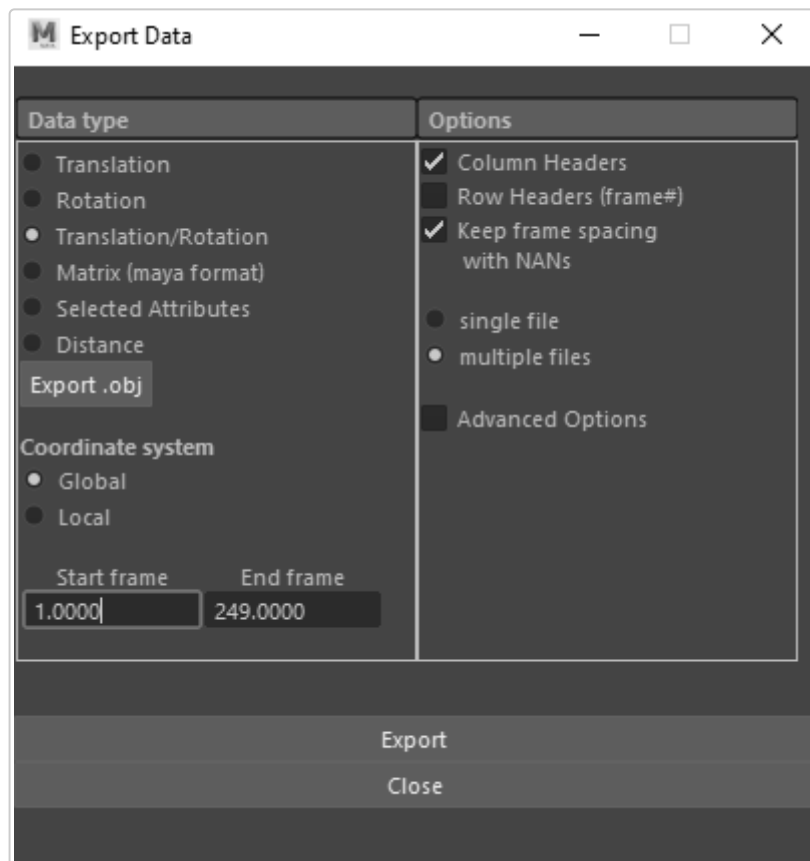 Export Data
Data type
Translation
Rotation
Translation/Rotation
Matrix (maya format)
Selected Attributes
Distance
Export .obj
Coordinate system
Global
Local
Start frame End frame
1.0000 249.0000
Options
Column Headers
Row Headers (frame#)
Keep frame spacing
with NANs
single file
multiple files
Advanced Options
Export
Close